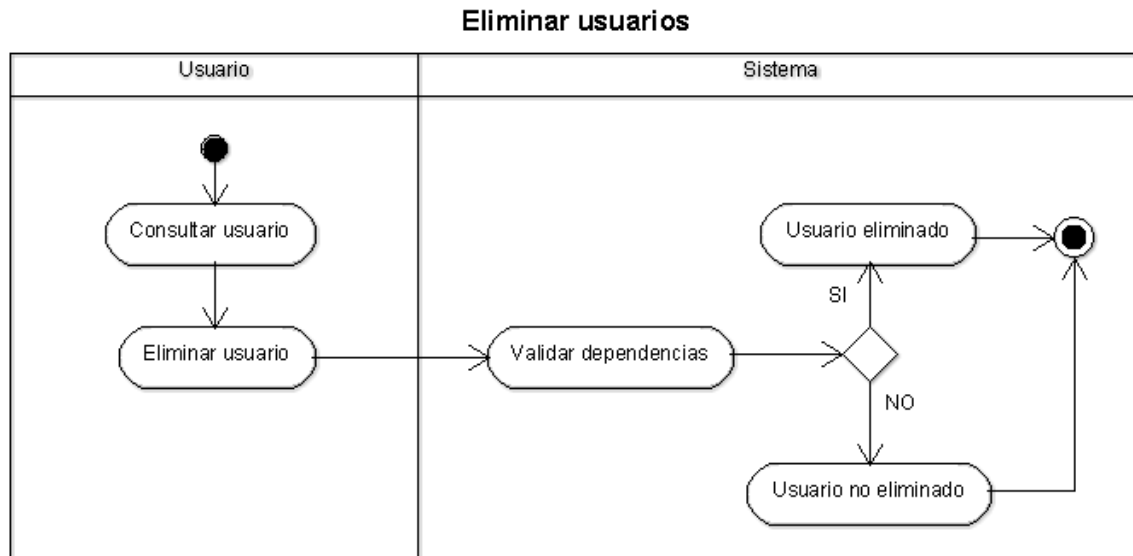 Eliminar usuarios
Usuario
Sistema
Consultar usuario
Usuario eliminado
SI
Eliminar usuario
Validar dependencias
NO
Usuario no eliminado